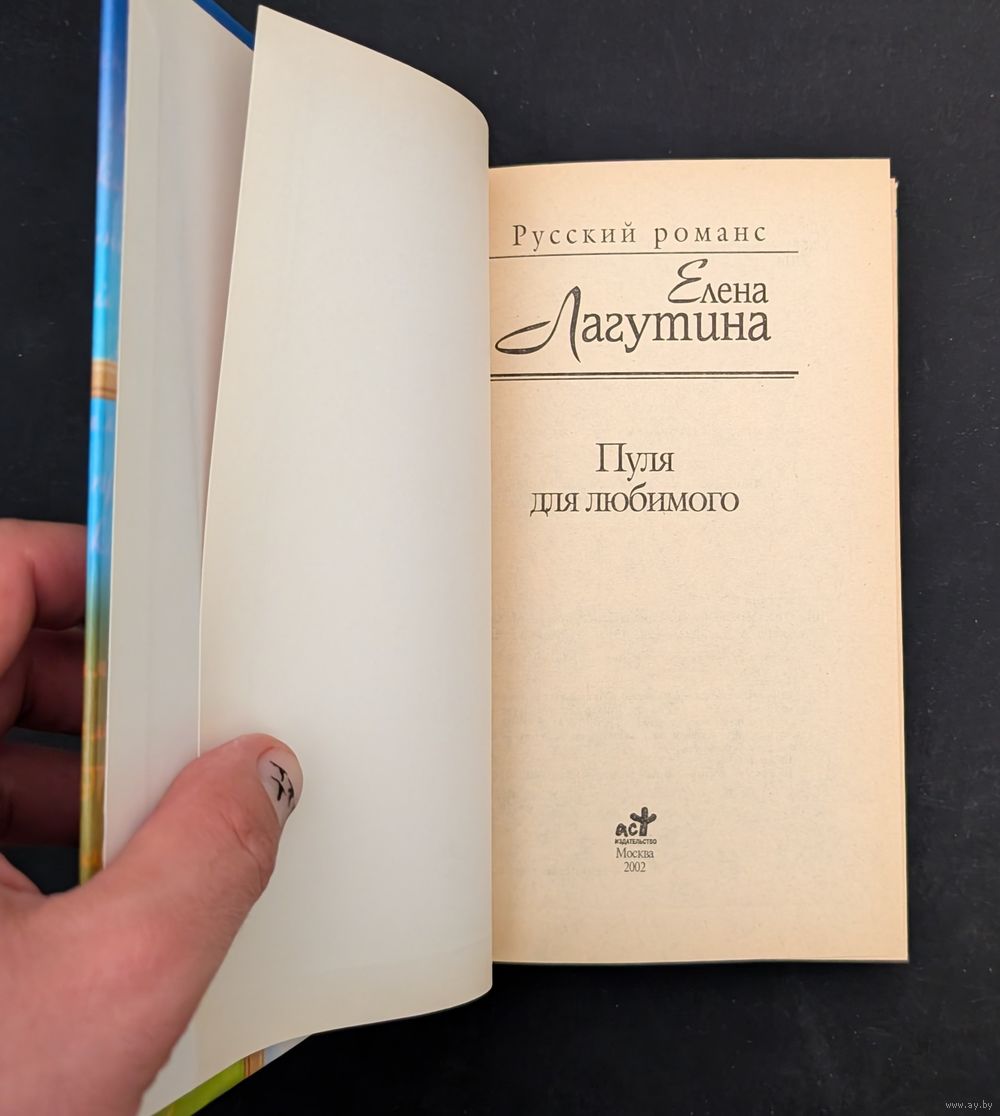 Русский романс
Елена
Лагутина
Пуля
для любимого
аст
ИЗДАТЕЛЬСТВО
Москва
2002
www.ay.by